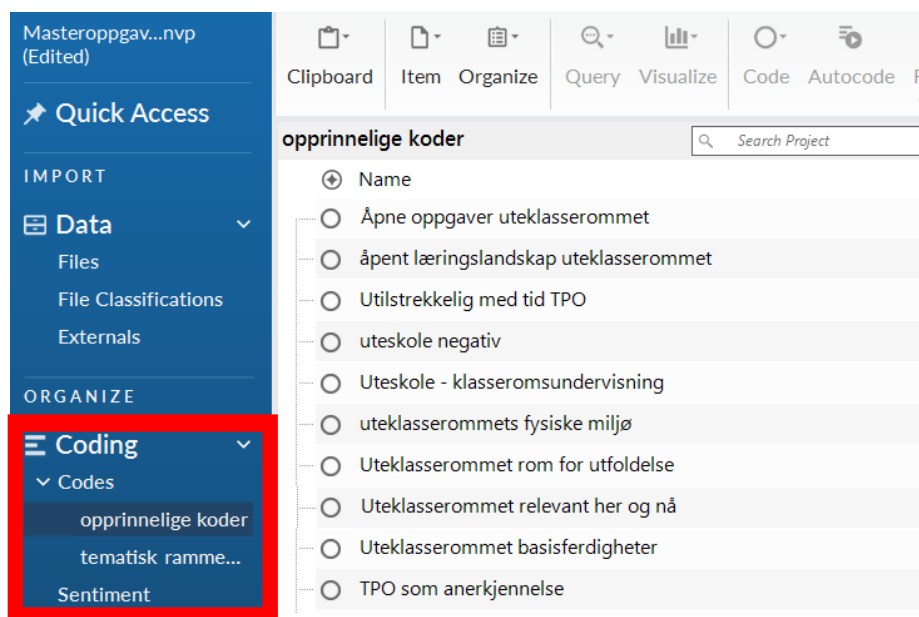 Masteroppgav...nvp
(Edited)
Quick Access
IMPORT
Data
Files
File Classifications
Externals
ORGANIZE
Coding
Codes
opprinnelige koder
tematisk ramme...
Sentiment
Clipboard Item Organize Query Visualize Code Autocode
opprinnelige koder Search Project
Name
Åpne oppgaver uteklasserommet
åpent læringslandskap uteklasserommet
Utilstrekkelig med tid TPO
uteskole negativ
Uteskole - klasseromsundervisning
uteklasserommets fysiske miljø
Uteklasserommet rom for utfoldelse
Uteklasserommet relevant her og nå
Uteklasserommet basisferdigheter
TPO som anerkjennelse